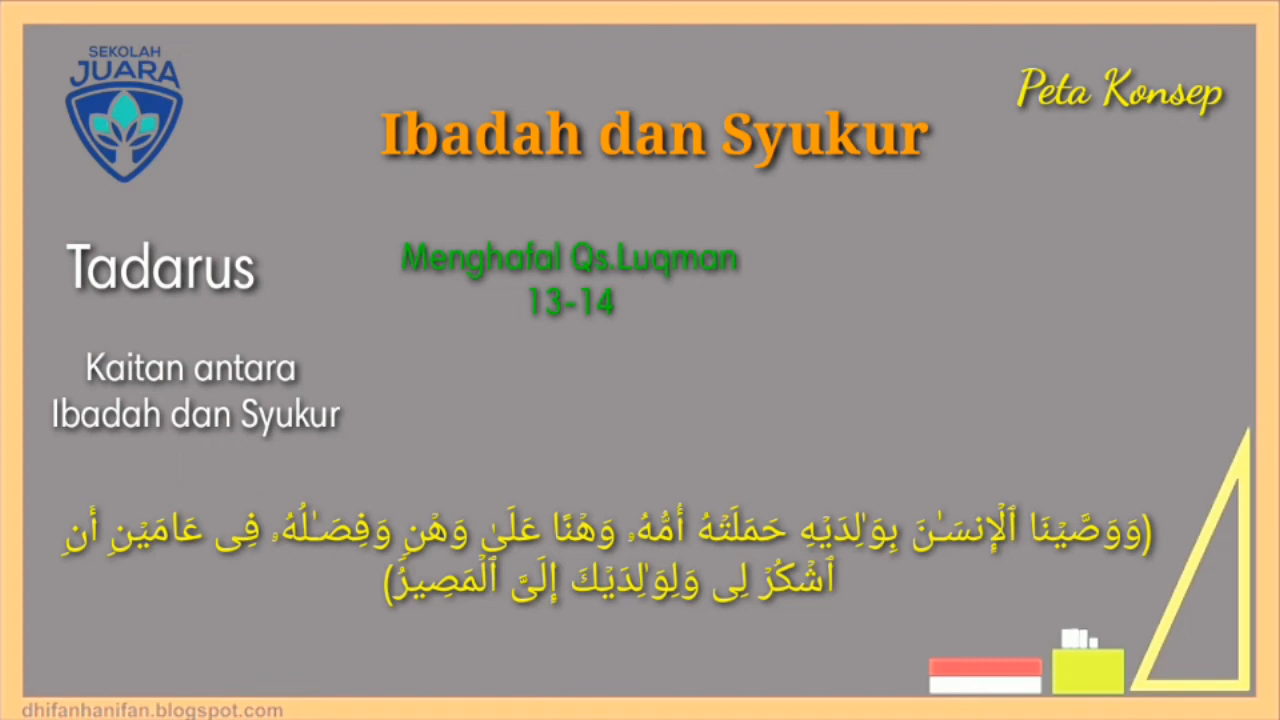 SEKOLAH
JUARA
Peta Konsep
Ibadah dan Syukur
Tadarus
Menghafal Qs.Luqman
13-14
Kaitan antara
Ibadah dan Syukur
(وَوَصَّيْنَا ٱلْإِنسَـٰنَ بِوَٰلِدَيْهِ حَمَلَتْهُ أُمُّهُۥ وَهْنًا عَلَىٰ وَهْنٍ وَفِصَـٰلُهُۥ فِى عَامَيْنِ أَنِ
ٱشْكُرْ لِى وَلِوَٰلِدَيْكَ إِلَىَّ ٱلْمَصِيرُ)
dhifanhanifan.blogspot.com